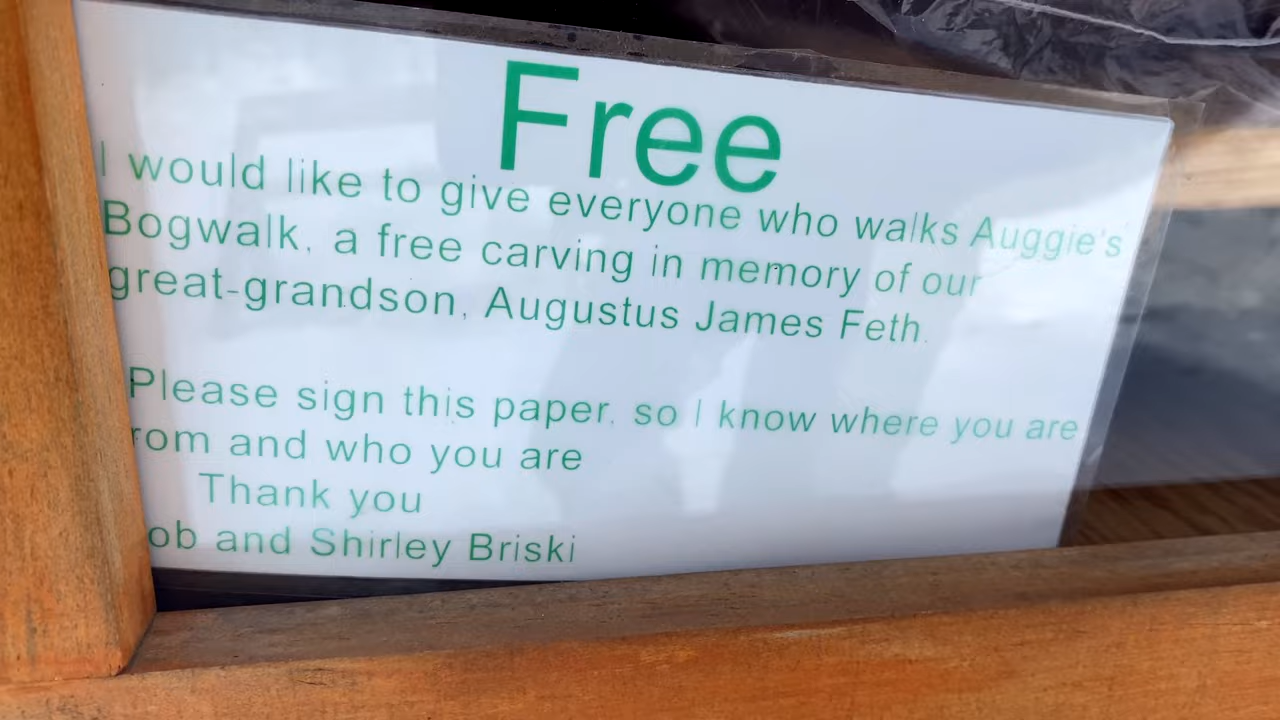 Free
I would like to give everyone who walks Auggie's
Bogwalk, a free carving in memory of our
great-grandson, Augustus James Feth.
Please sign this paper, so I know where you are
rom and who you are
Thank you
ob and Shirley Briski